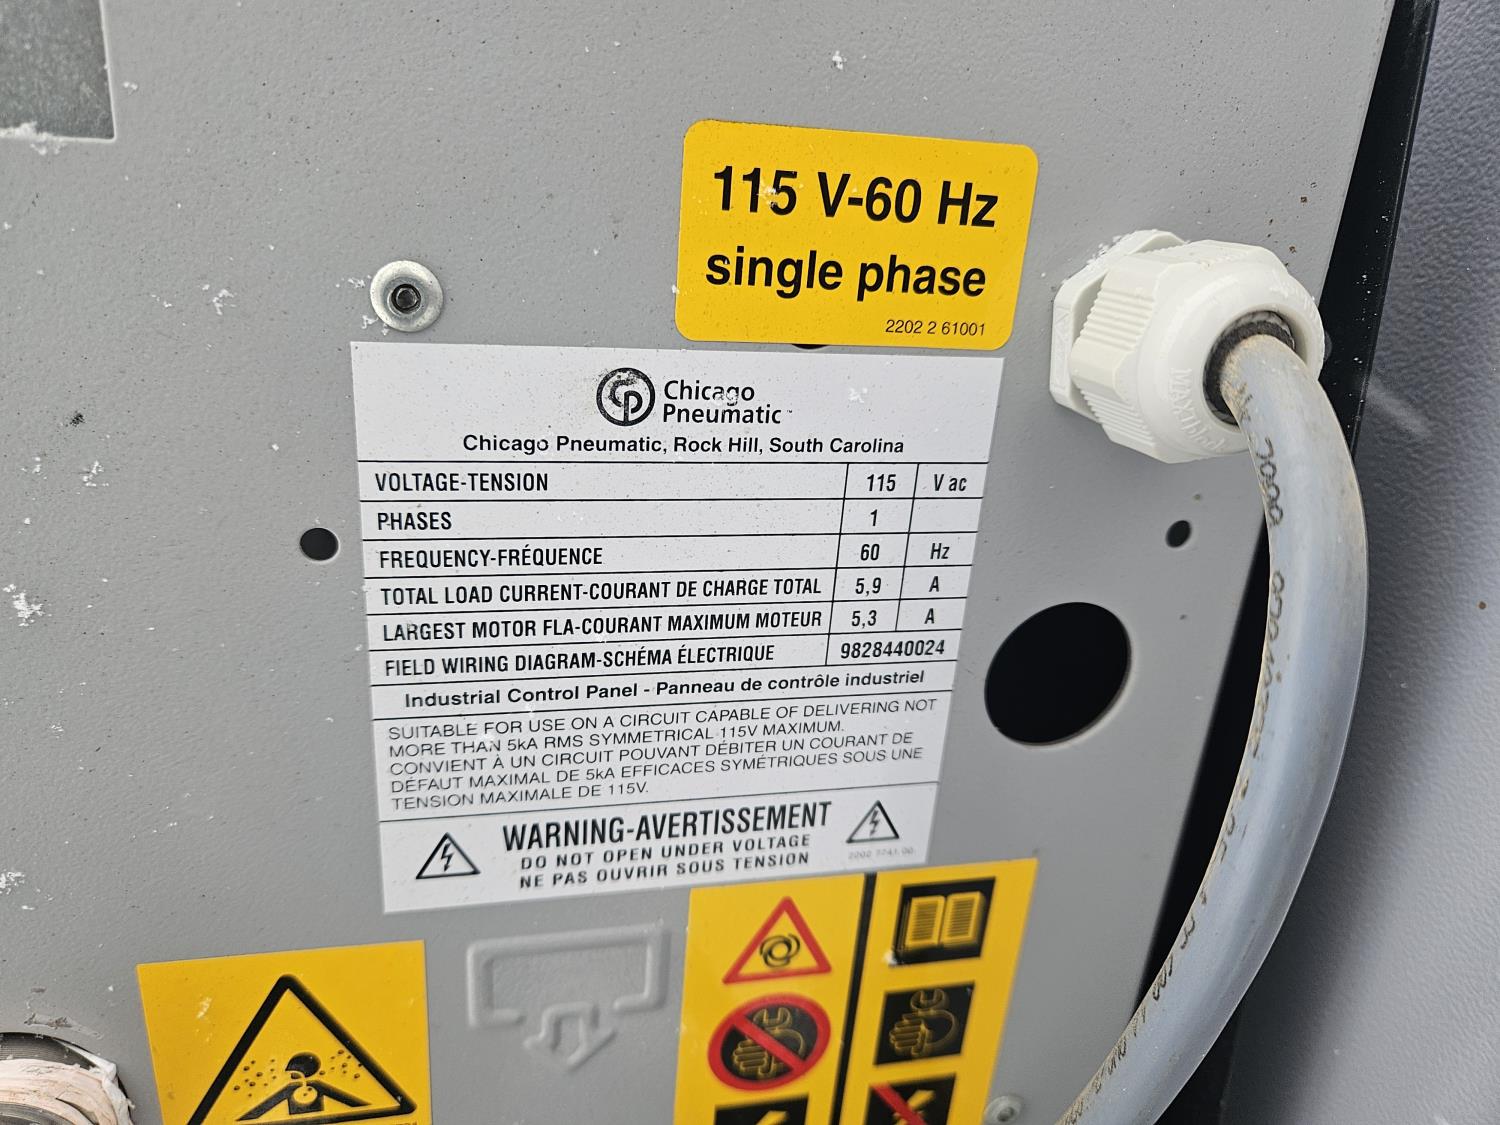 115 V-60 Hz
single phase
2202 2 61001
Chicago
Pneumatic
Chicago Pneumatic, Rock Hill, South Carolina
VOLTAGE-TENSION 115 V ac
PHASES 1
FREQUENCY-FRÉQUENCE 60 Hz
TOTAL LOAD CURRENT-COURANT DE CHARGE TOTAL 5,9 A
LARGEST MOTOR FLA-COURANT MAXIMUM MOTEUR 5,3 A
FIELD WIRING DIAGRAM-SCHÉMA ÉLECTRIQUE 9828440024
Industrial Control Panel - Panneau de contrôle industriel
SUITABLE FOR USE ON A CIRCUIT CAPABLE OF DELIVERING NOT
MORE THAN 5kA RMS SYMMETRICAL 115V MAXIMUM.
CONVIENT À UN CIRCUIT POUVANT DÉBITER UN COURANT DE
DÉFAUT MAXIMAL DE 5kA EFFICACES SYMÉTRIQUES SOUS UNE
TENSION MAXIMALE DE 115V.
WARNING-AVERTISSEMENT
DO NOT OPEN UNDER VOLTAGE
NE PAS OUVRIR SOUS TENSION